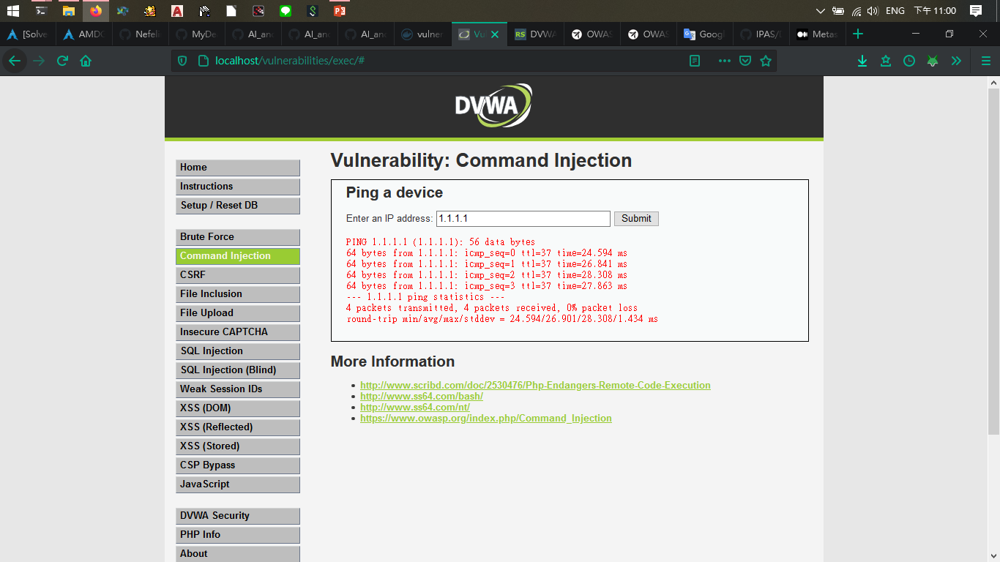 ENG 下午 11:00
[Solve
AMDG
Nefeli
MyDe
AI_and
AI_and
AI_and
vulner
Vu
DVWA
OWAS
OWAS
Googl
IPAS/I
Metas
localhost/vulnerabilities/exec/#
DVWA
Home
Instructions
Setup / Reset DB
Brute Force
Command Injection
CSRF
File Inclusion
File Upload
Insecure CAPTCHA
SQL Injection
SQL Injection (Blind)
Weak Session IDs
XSS (DOM)
XSS (Reflected)
XSS (Stored)
CSP Bypass
JavaScript
DVWA Security
PHP Info
About
Vulnerability: Command Injection
Ping a device
Enter an IP address: 1.1.1.1 Submit
PING 1.1.1.1 (1.1.1.1): 56 data bytes
64 bytes from 1.1.1.1: icmp_seq=0 ttl=37 time=24.594 ms
64 bytes from 1.1.1.1: icmp_seq=1 ttl=37 time=26.841 ms
64 bytes from 1.1.1.1: icmp_seq=2 ttl=37 time=28.308 ms
64 bytes from 1.1.1.1: icmp_seq=3 ttl=37 time=27.863 ms
--- 1.1.1.1 ping statistics ---
4 packets transmitted, 4 packets received, 0% packet loss
round-trip min/avg/max/stddev = 24.594/26.901/28.308/1.434 ms
More Information
http://www.scribd.com/doc/2530476/Php-Endangers-Remote-Code-Execution
http://www.ss64.com/bash/
http://www.ss64.com/nt/
https://www.owasp.org/index.php/Command_Injection